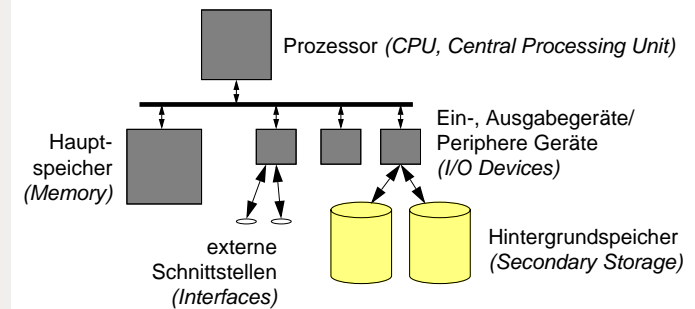 Prozessor (CPU, Central Processing Unit)
Haupt-
speicher
(Memory)
Ein-, Ausgabegeräte/
Periphere Geräte
(I/O Devices)
externe
Schnittstellen
(Interfaces)
Hintergrundspeicher
(Secondary Storage)